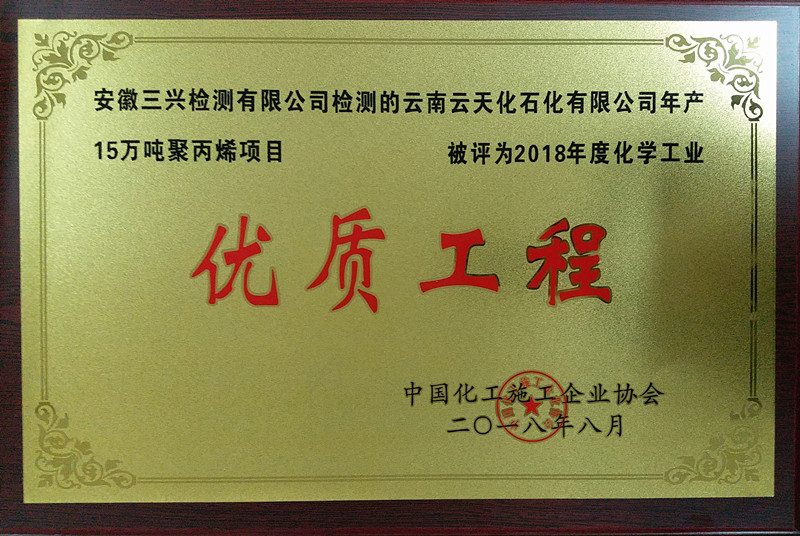 安徽三兴检测有限公司检测的云南云天化石化有限公司年产
15万吨聚丙烯项目 被评为2018年度化学工业
优质工程
中国化工施工企业协会
二〇一八年八月